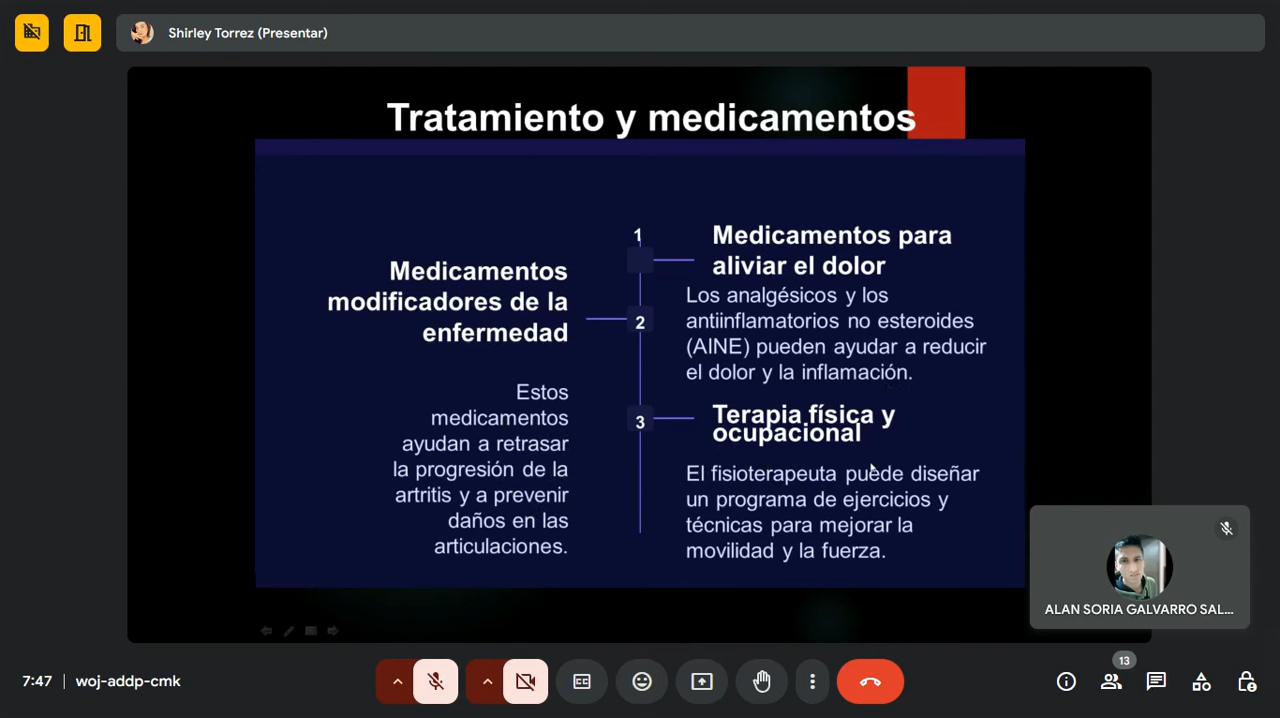 Shirley Torrez (Presentar)
Tratamiento y medicamentos
1
Medicamentos para
aliviar el dolor
Los analgésicos y los
antiinflamatorios no esteroides
(AINE) pueden ayudar a reducir
el dolor y la inflamación.
2
Medicamentos
modificadores de la
enfermedad
Estos
medicamentos
ayudan a retrasar
la progresión de la
artritis y a prevenir
daños en las
articulaciones.
3
Terapia física y
ocupacional
El fisioterapeuta puede diseñar
un programa de ejercicios y
técnicas para mejorar la
movilidad y la fuerza.
ALAN SORIA GALVARRO SAL...
7:47 | woj-addp-cmk
CC
13